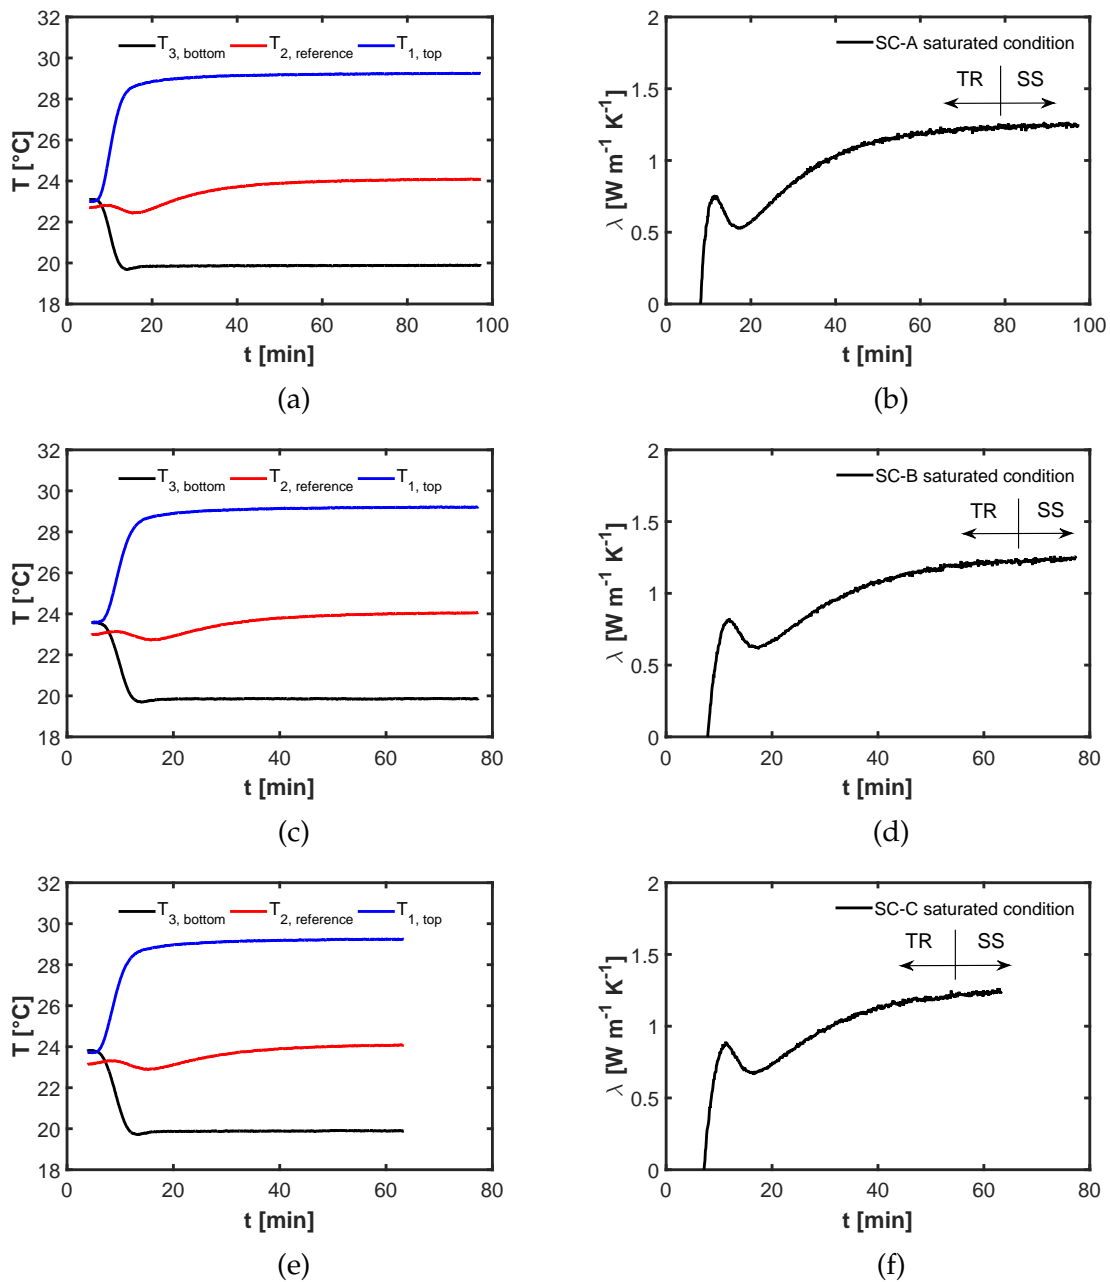 T [°C]
32
30
28
26
24
22
20
18
T3, bottom T2, reference T1, top
0 20 40 60 80 100
t [min]
(a)
λ [W m-1 K-1]
2
1.5
1
0.5
0
SC-A saturated condition
TR SS
0 20 40 60 80 100
t [min]
(b)
T [°C]
32
30
28
26
24
22
20
18
T3, bottom T2, reference T1, top
0 20 40 60 80
t [min]
(c)
λ [W m-1 K-1]
2
1.5
1
0.5
0
SC-B saturated condition
TR SS
0 20 40 60 80
t [min]
(d)
T [°C]
32
30
28
26
24
22
20
18
T3, bottom T2, reference T1, top
0 20 40 60 80
t [min]
(e)
λ [W m-1 K-1]
2
1.5
1
0.5
0
SC-C saturated condition
TR SS
0 20 40 60 80
t [min]
(f)